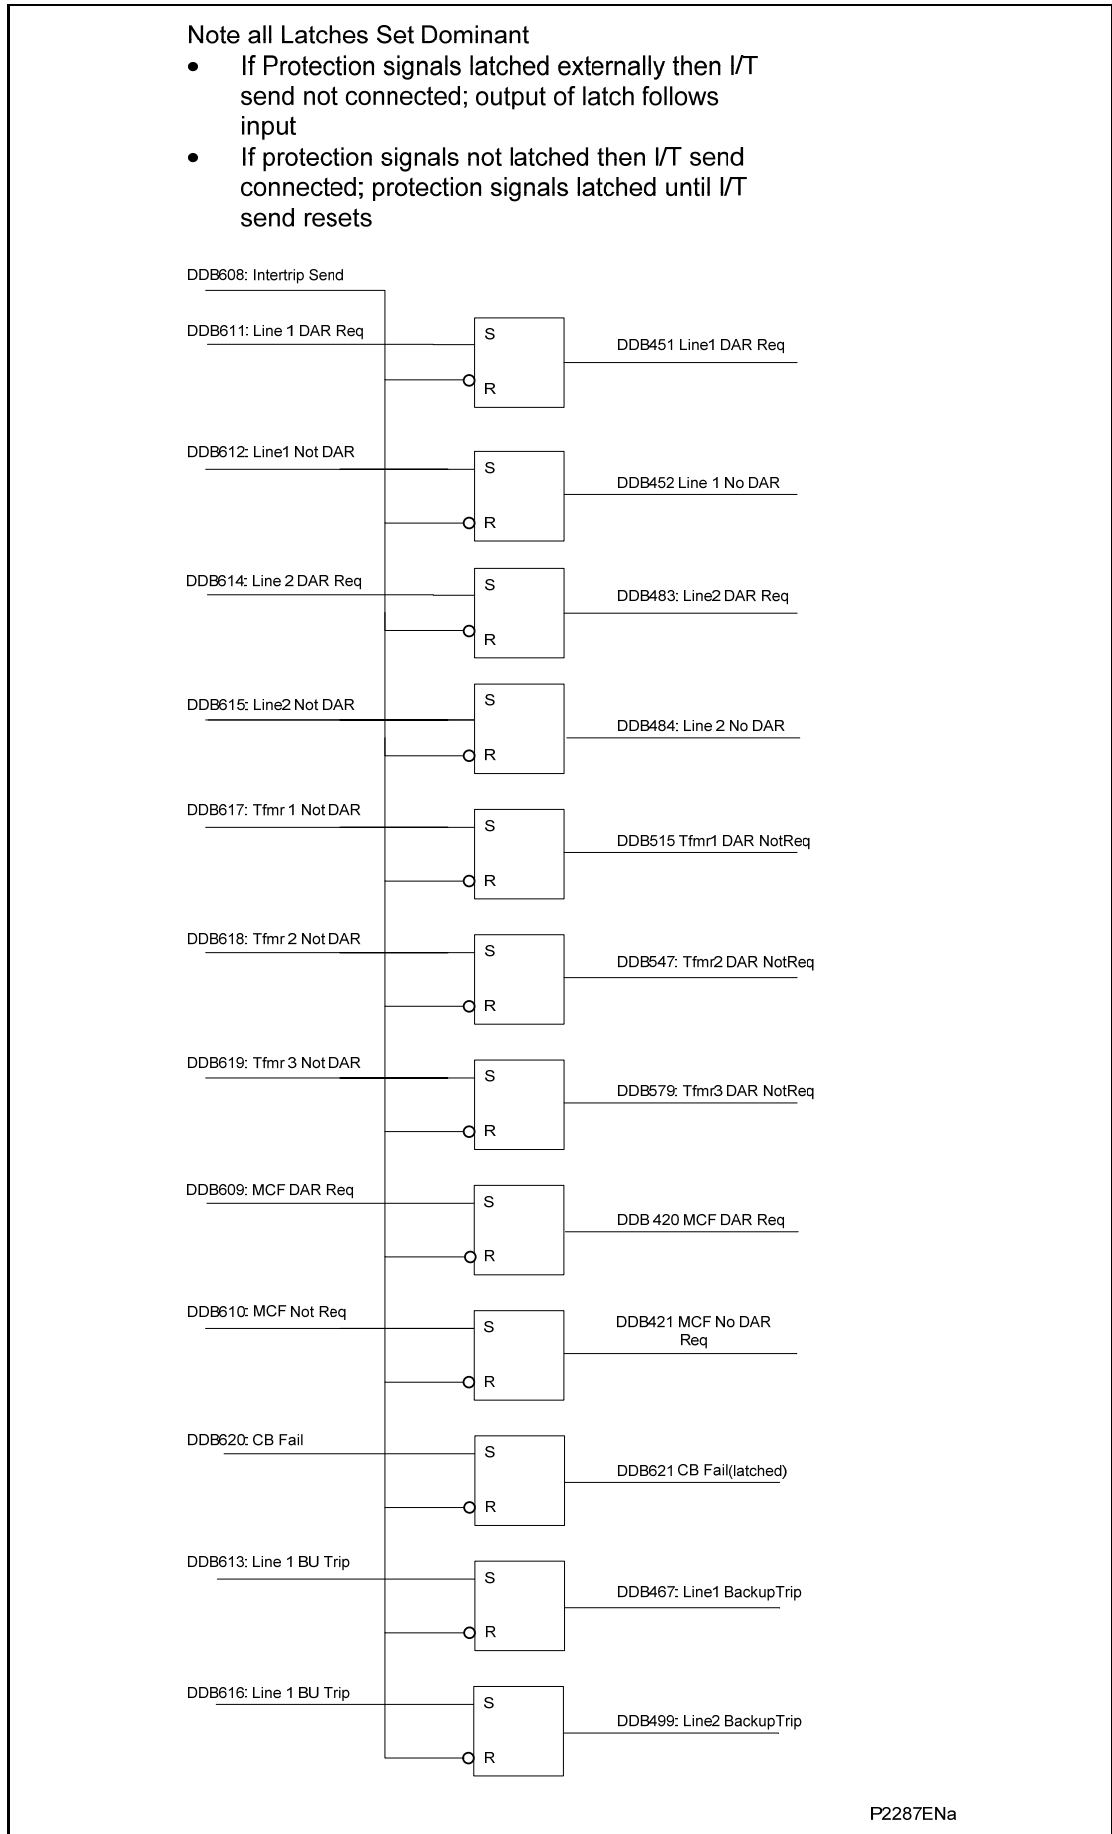 Note all Latches Set Dominant
• If Protection signals latched externally then I/T
send not connected; output of latch follows
input
• If protection signals not latched then I/T send
connected; protection signals latched until I/T
send resets
DDB608: Intertrip Send
DDB611: Line 1 DAR Req
S
R
DDB451 Line1 DAR Req
DDB612: Line1 Not DAR
S
R
DDB452 Line 1 No DAR
DDB614: Line 2 DAR Req
S
R
DDB483: Line2 DAR Req
DDB615: Line2 Not DAR
S
R
DDB484: Line 2 No DAR
DDB617: Tfmr 1 Not DAR
S
R
DDB515 Tfmr1 DAR NotReq
DDB618: Tfmr 2 Not DAR
S
R
DDB547: Tfmr2 DAR NotReq
DDB619: Tfmr 3 Not DAR
S
R
DDB579: Tfmr3 DAR NotReq
DDB609: MCF DAR Req
S
R
DDB 420 MCF DAR Req
DDB610: MCF Not Req
S
R
DDB421 MCF No DAR
Req
DDB620: CB Fail
S
R
DDB621 CB Fail(latched)
DDB613: Line 1 BU Trip
S
R
DDB467: Line1 BackupTrip
DDB616: Line 1 BU Trip
S
R
DDB499: Line2 BackupTrip
P2287ENa